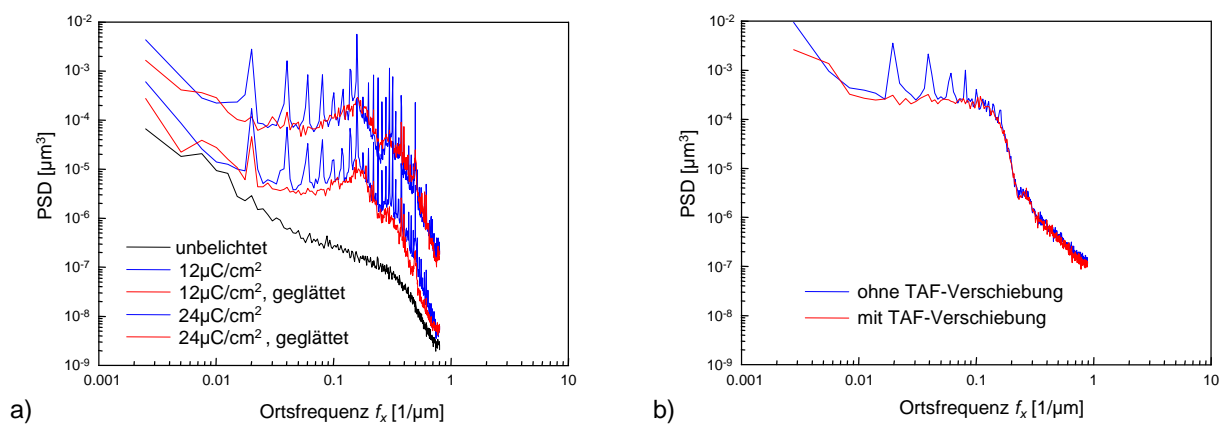 10⁻²
10⁻³
10⁻⁴
10⁻⁵
10⁻⁶
10⁻⁷
10⁻⁸
10⁻⁹
PSD [µm³]
unbelichtet
12µC/cm²
12µC/cm², geglättet
24µC/cm²
24µC/cm² , geglättet
0.001 0.01 0.1 1 10
Ortsfrequenz fₓ [1/µm]
a)
10⁻²
10⁻³
10⁻⁴
10⁻⁵
10⁻⁶
10⁻⁷
10⁻⁸
10⁻⁹
PSD [µm³]
ohne TAF-Verschiebung
mit TAF-Verschiebung
0.001 0.01 0.1 1 10
Ortsfrequenz fₓ [1/µm]
b)